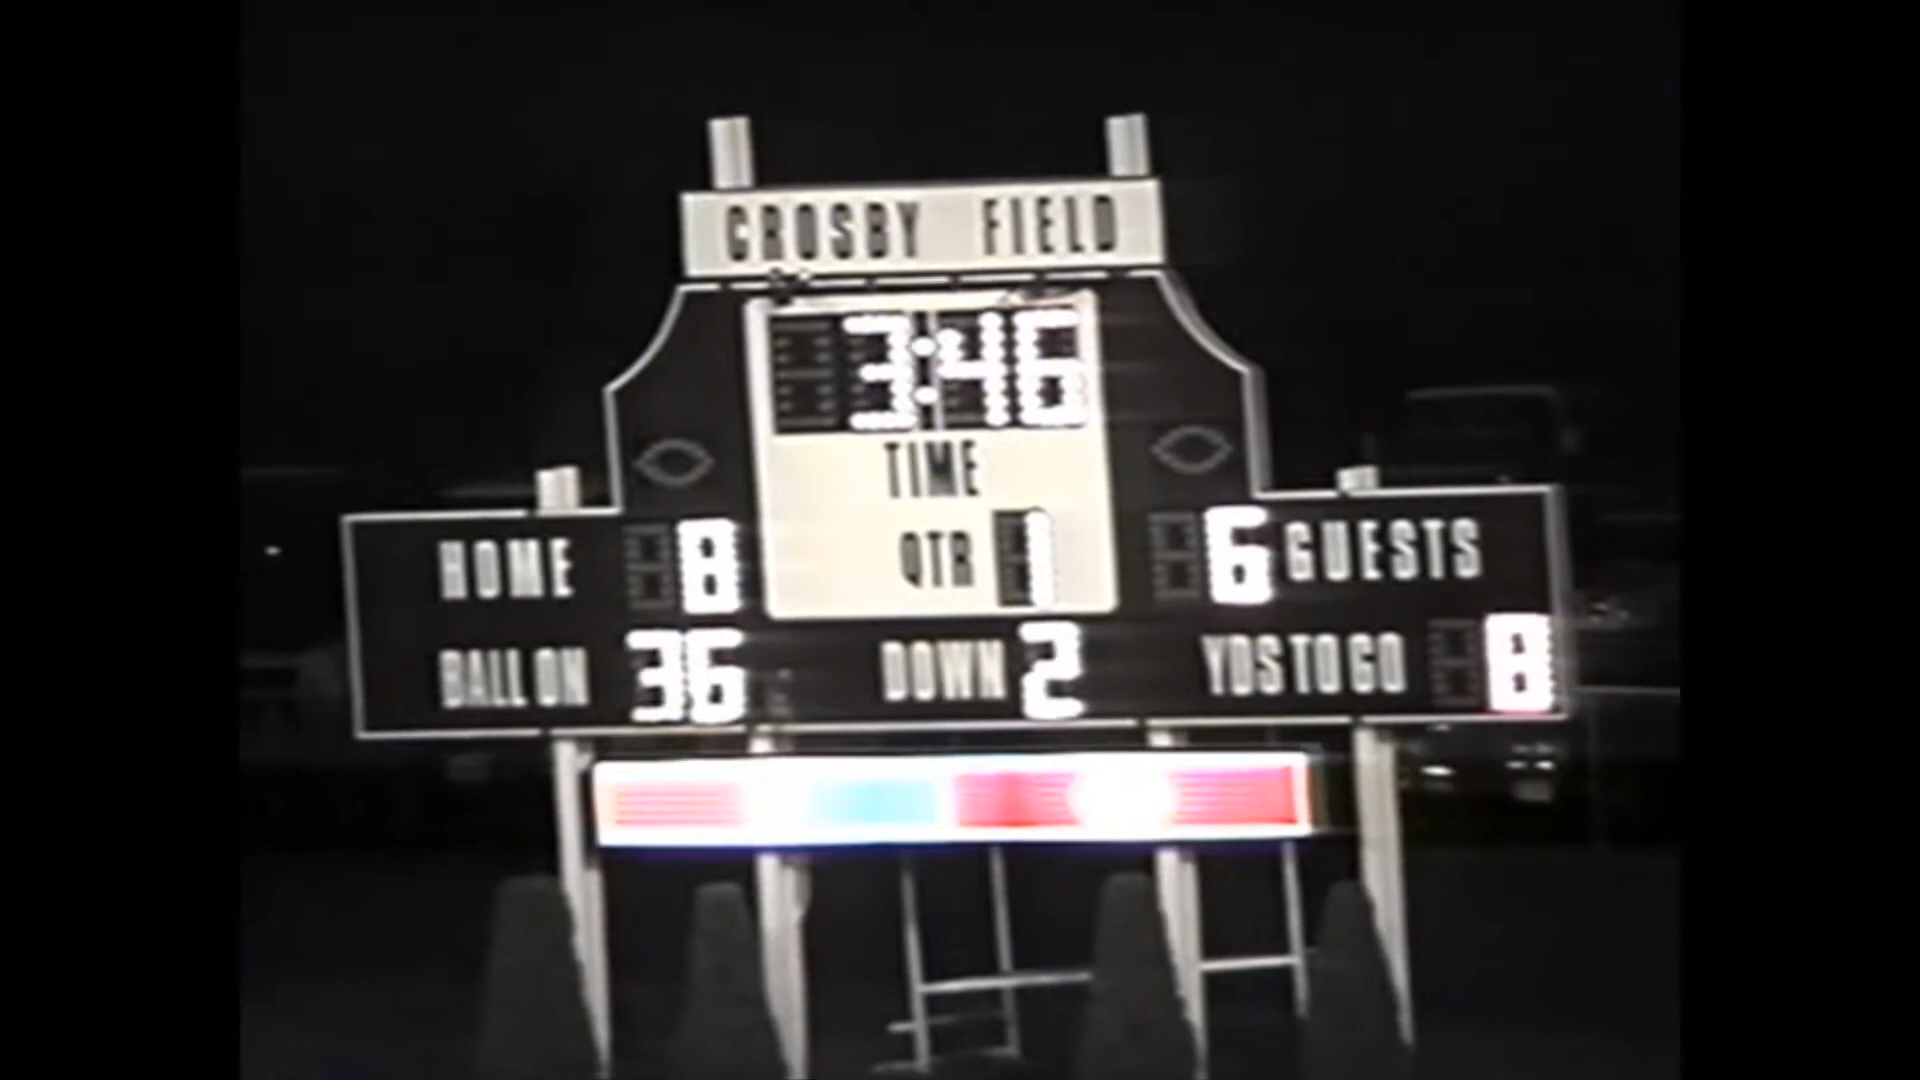 CROSBY FIELD
3:46
TIME
HOME 8 QTR 1 6 GUESTS
BALL ON 36 DOWN 2 YDS TO GO 8